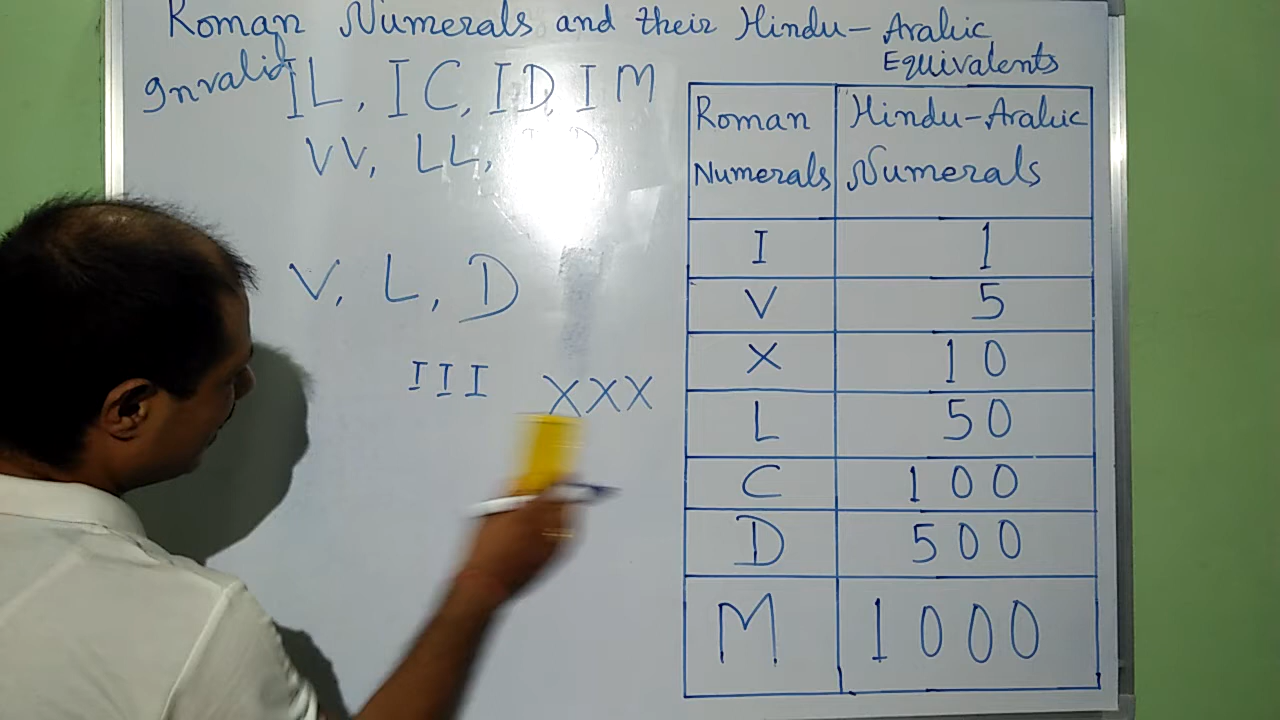 Roman Numerals and their Hindu-Arabic
Equivalents
Invalid IL, IC, ID, IM
VV, LL,
V, L, D
III XXX
Roman Numerals Hindu-Arabic Numerals
I 1
V 5
X 10
L 50
C 100
D 500
M 1000